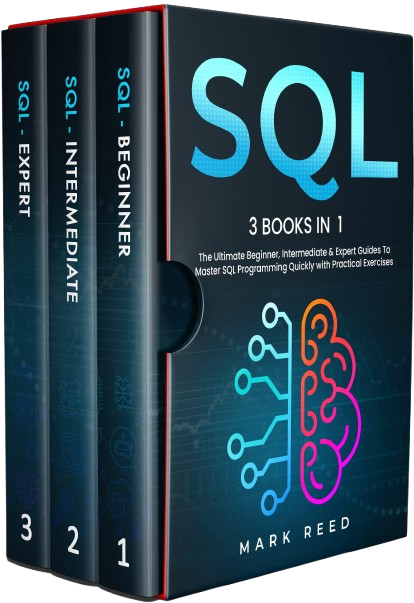 SQL - EXPERT
3
SQL - INTERMEDIATE
2
SQL - BEGINNER
1
SQL
3 BOOKS IN 1
The Ultimate Beginner, Intermediate & Expert Guides To
Master SQL Programming Quickly with Practical Exercises
MARK REED